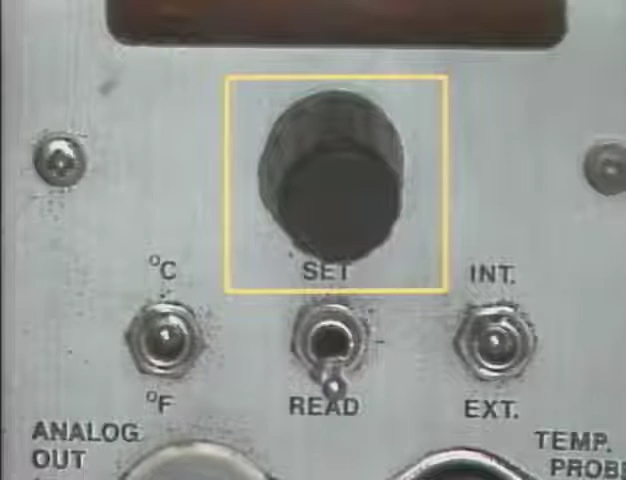 °C
SET
INT.
°F
READ
EXT.
ANALOG
OUT
TEMP.
PROBE